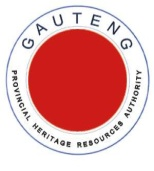 GAUTENG
PROVINCIAL HERITAGE RESOURCES AUTHORITY